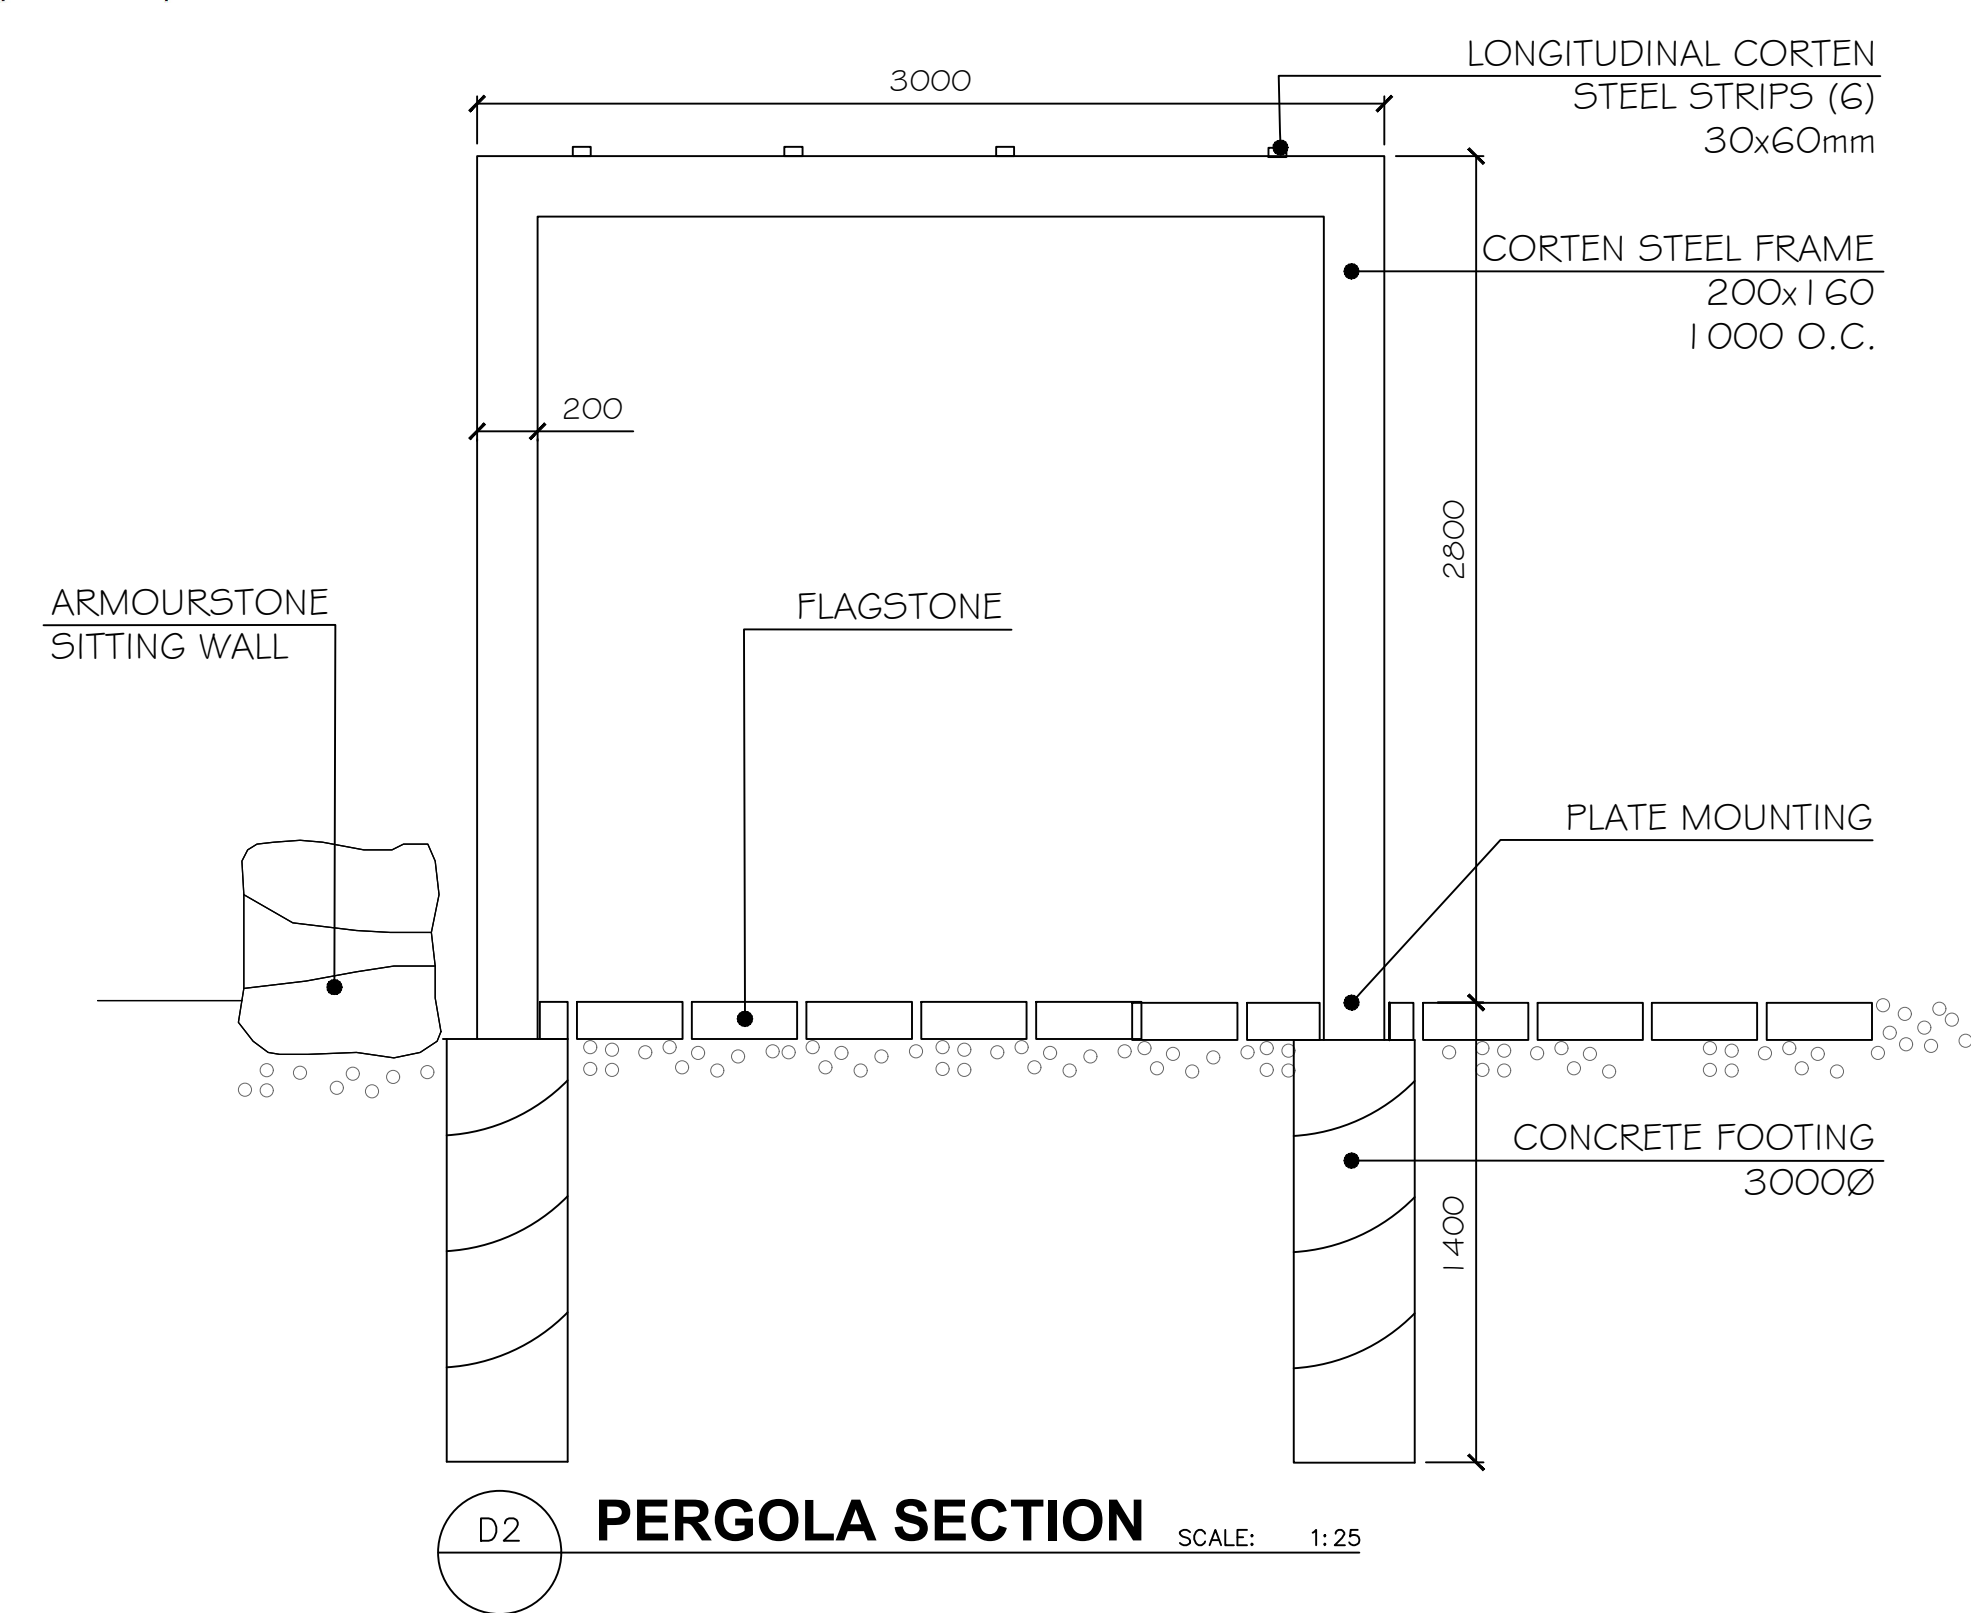 3000
LONGITUDINAL CORTEN
STEEL STRIPS (6)
30x60mm
CORTEN STEEL FRAME
200x160
1000 O.C.
200
2800
ARMOURSTONE
SITTING WALL
FLAGSTONE
PLATE MOUNTING
CONCRETE FOOTING
3000Ø
1400
D2
PERGOLA SECTION
SCALE: 1:25